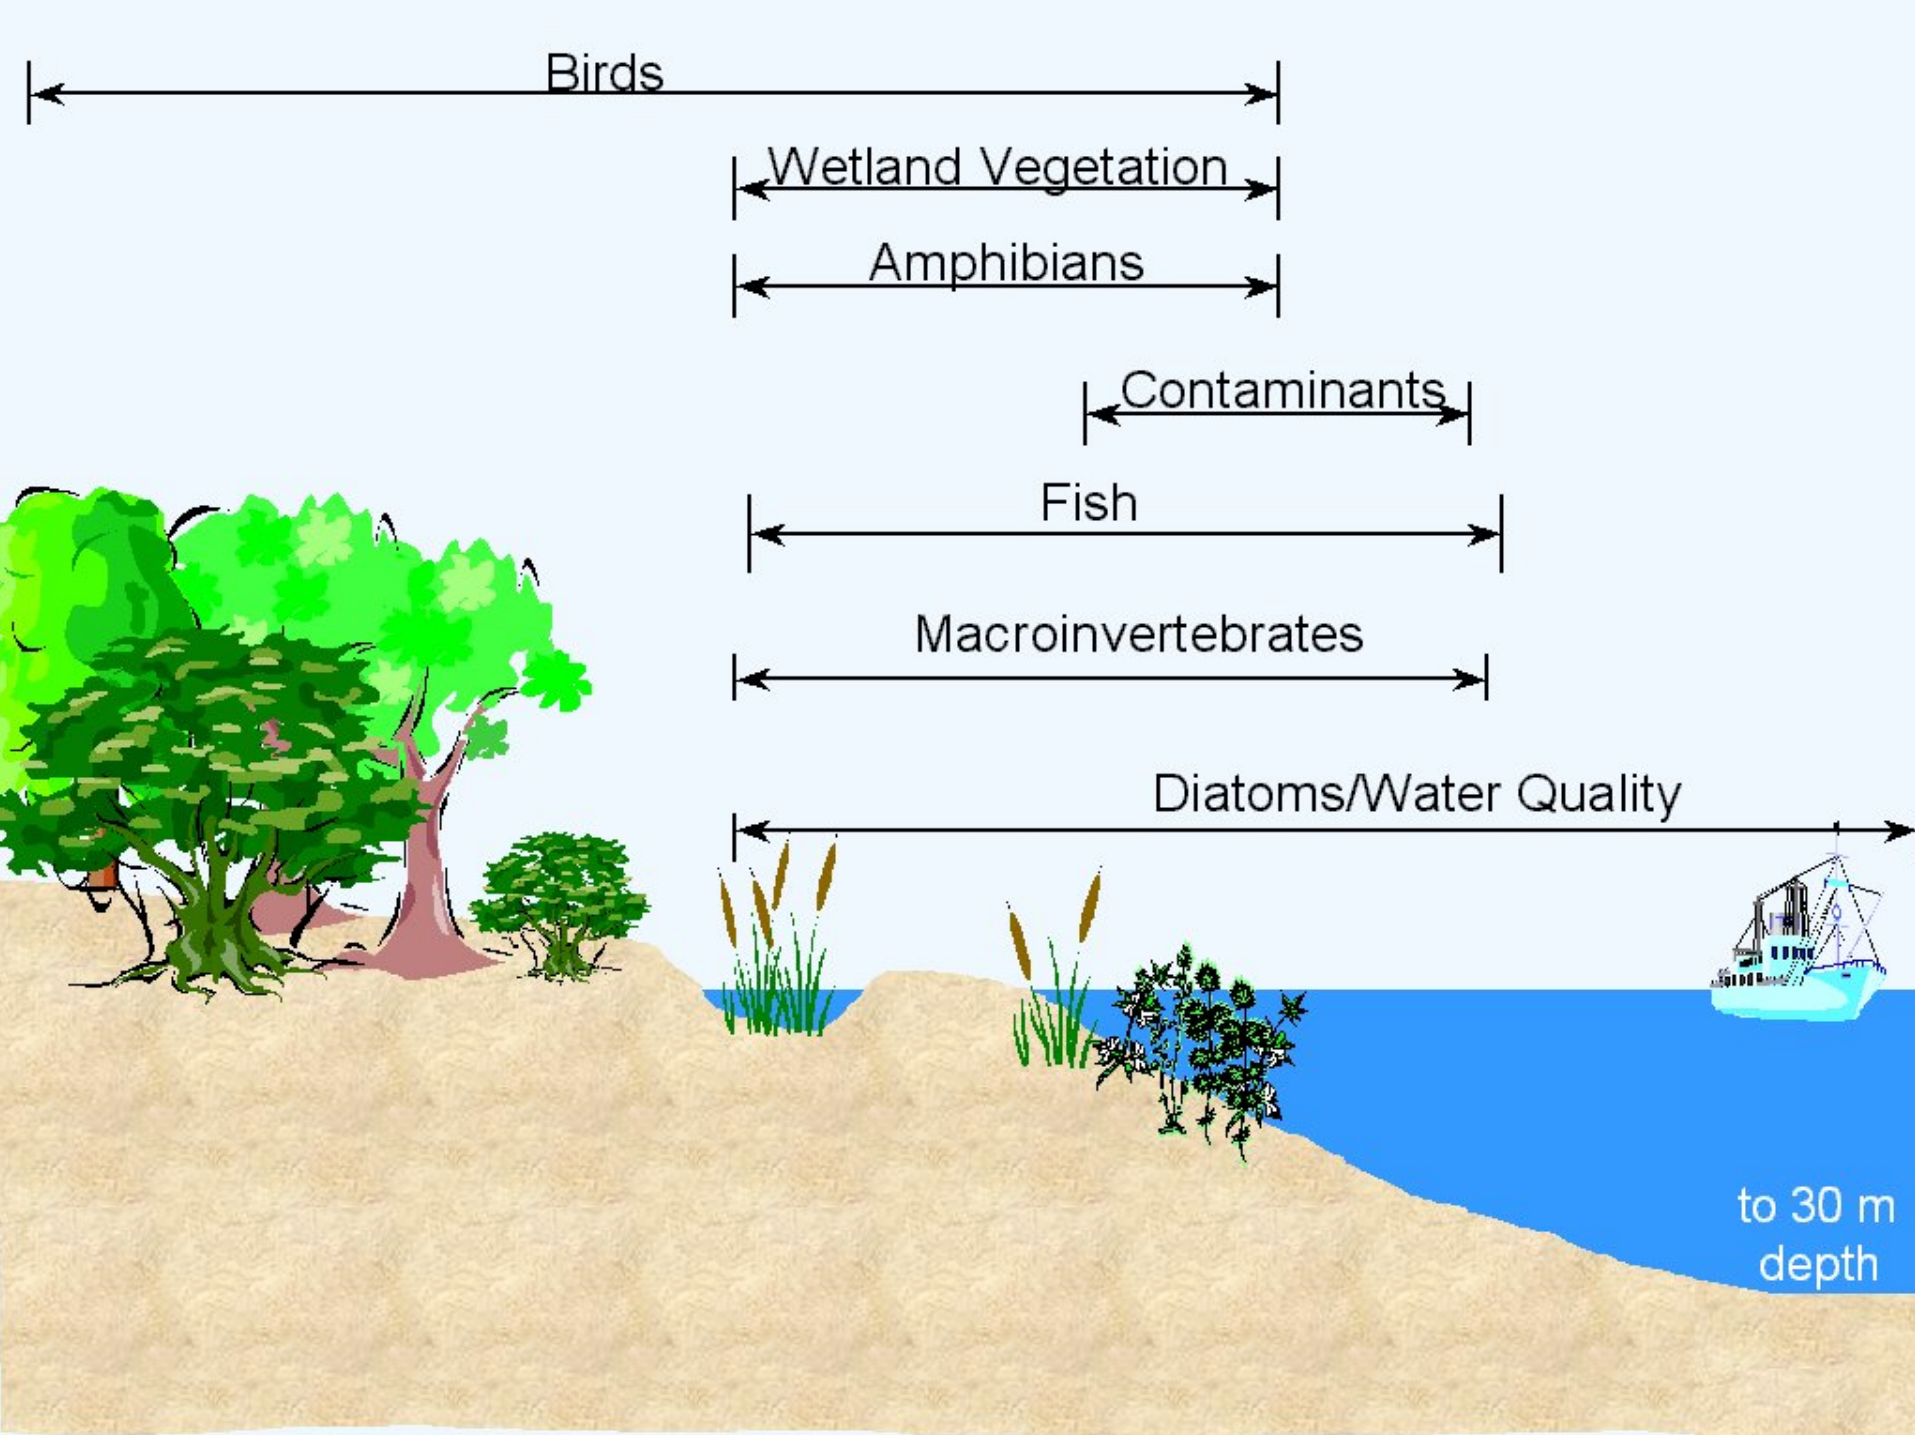 Birds
Wetland Vegetation
Amphibians
Contaminants
Fish
Macroinvertebrates
Diatoms/Water Quality
to 30 m
depth